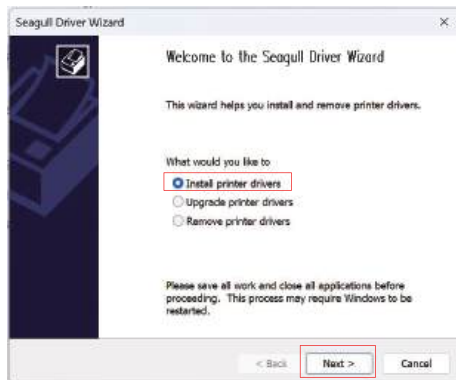 Seagull Driver Wizard
Welcome to the Seagull Driver Wizard
This wizard helps you install and remove printer drivers.
What would you like to
Install printer drivers
Upgrade printer drivers
Remove printer drivers
Please save all work and close all applications before
proceeding. This process may require Windows to be
restarted.
< Back Next > Cancel